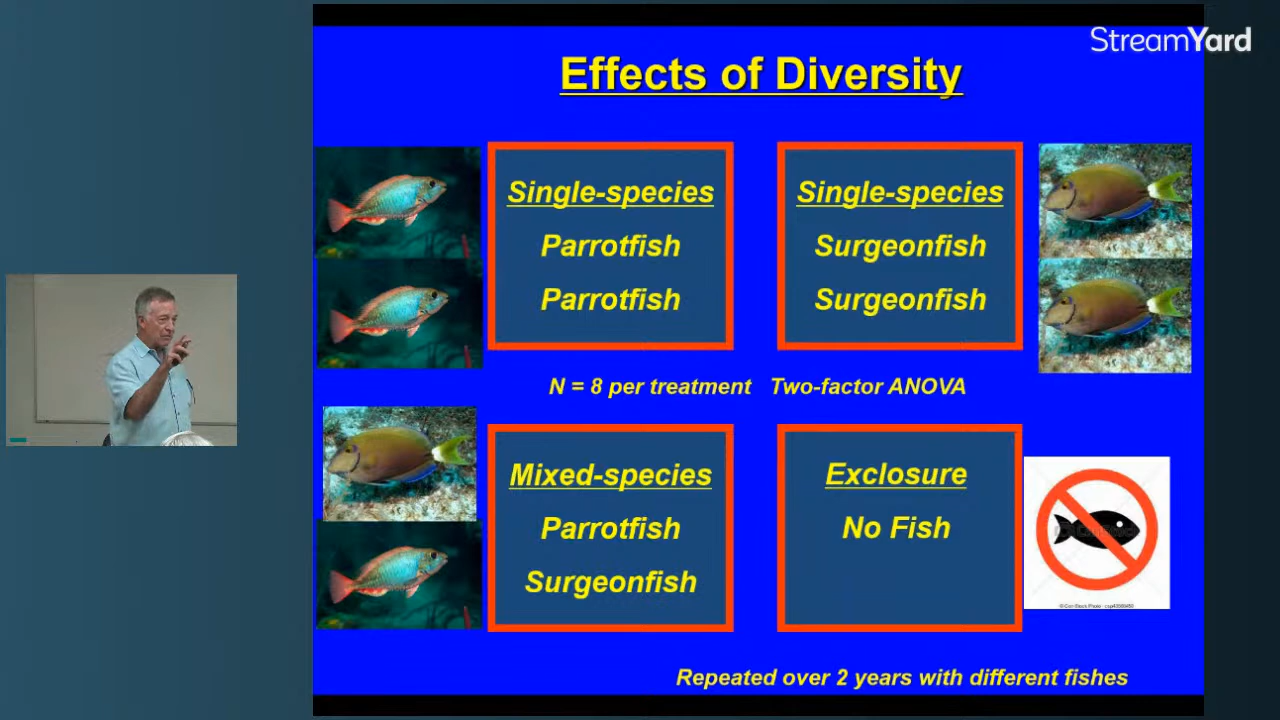 StreamYard
Effects of Diversity
Single-species
Parrotfish
Parrotfish
Single-species
Surgeonfish
Surgeonfish
N = 8 per treatment Two-factor ANOVA
Mixed-species
Parrotfish
Surgeonfish
Exclosure
No Fish
Repeated over 2 years with different fishes